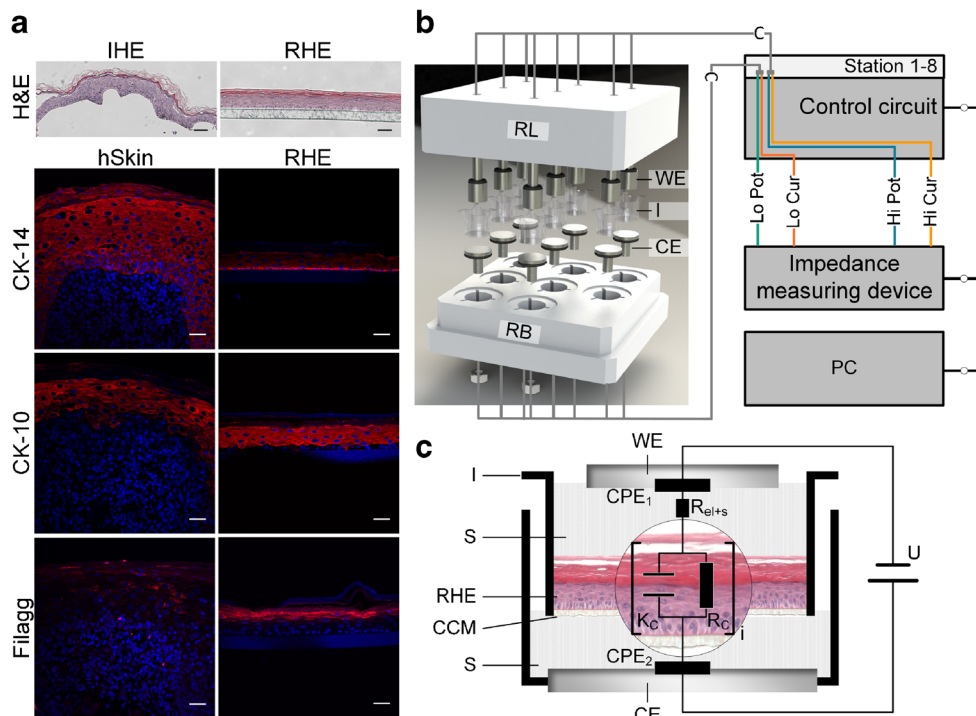 a
IHE
RHE
H&E
hSkin
RHE
CK-14
CK-10
Filagg
b
C
C
RL
WE
I
CE
RB
Station 1-8
Control circuit
Lo Pot
Lo Cur
Hi Pot
Hi Cur
Impedance
measuring device
PC
c
WE
I
CPE1
Rel+s
S
U
RHE
KC
RC
i
CCM
S
CPE2
CE